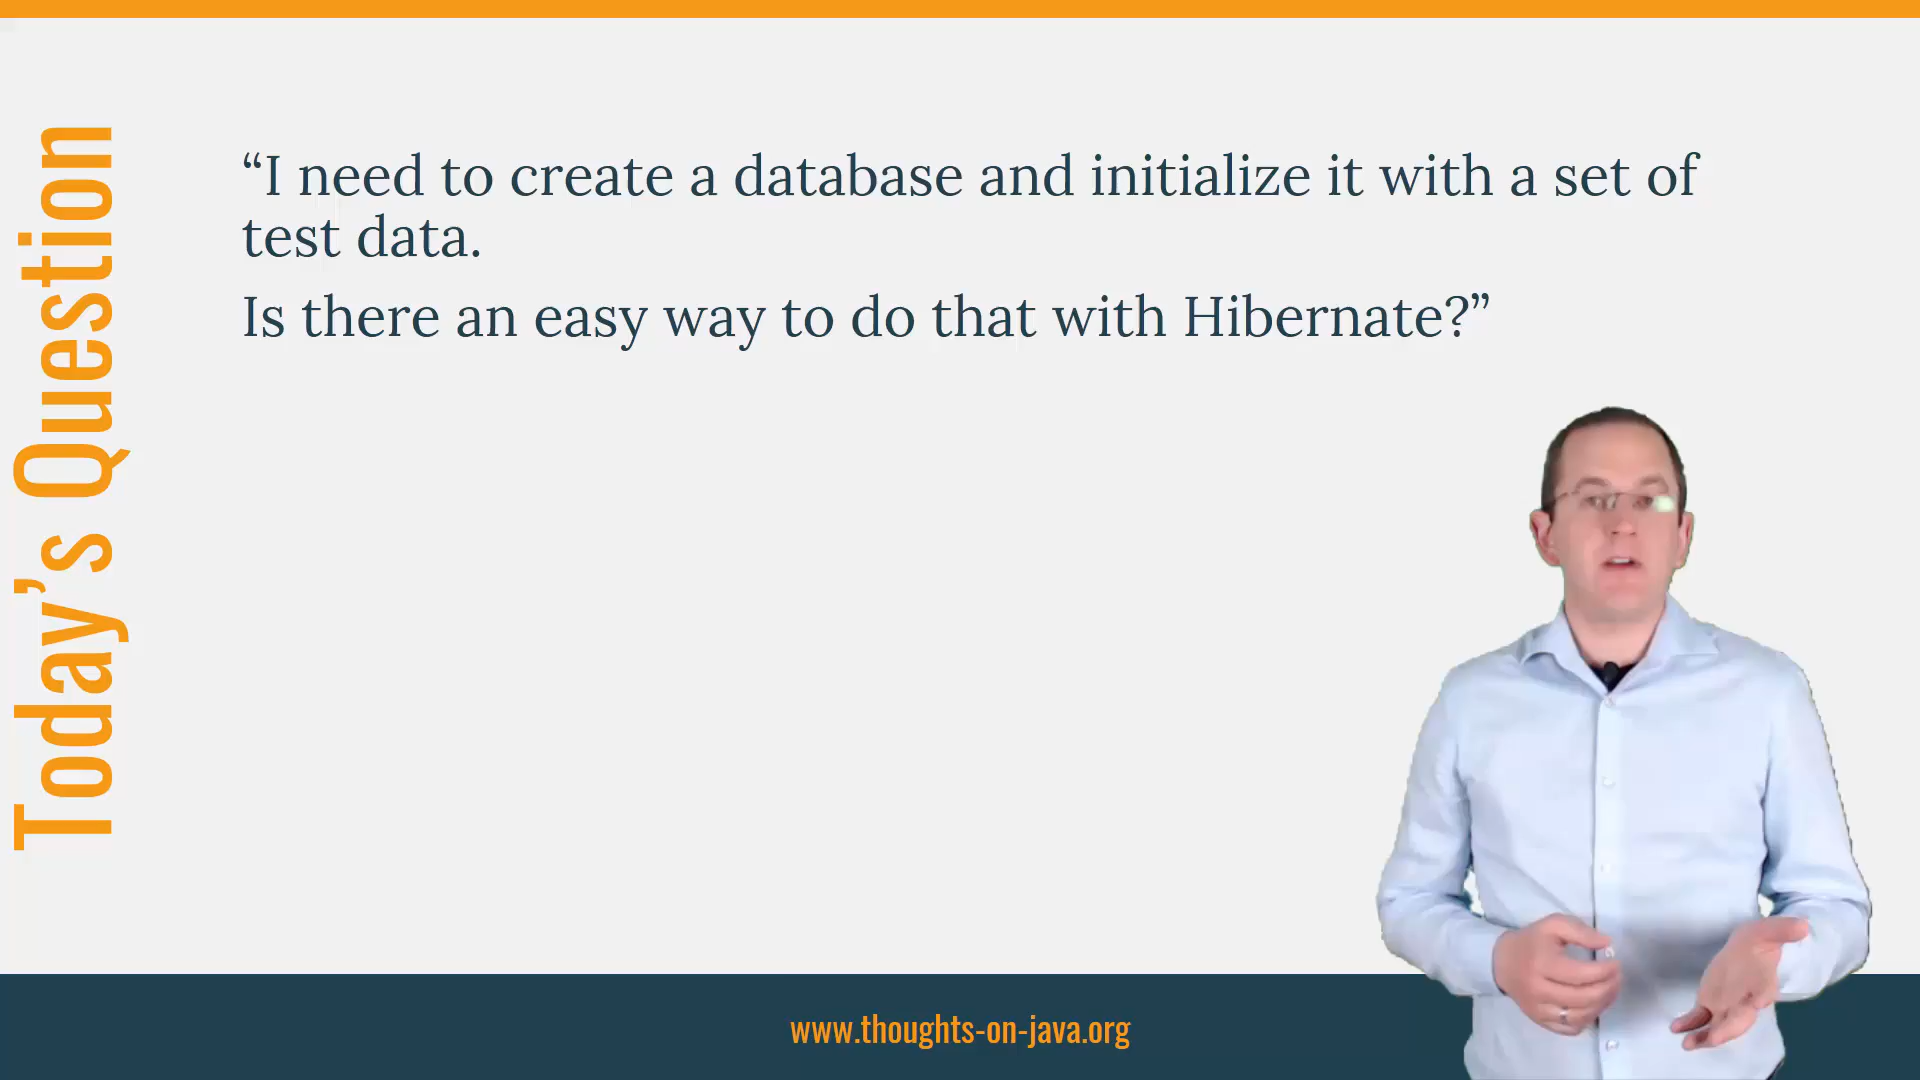 Today's Question
“I need to create a database and initialize it with a set of
test data.
Is there an easy way to do that with Hibernate?”
www.thoughts-on-java.org